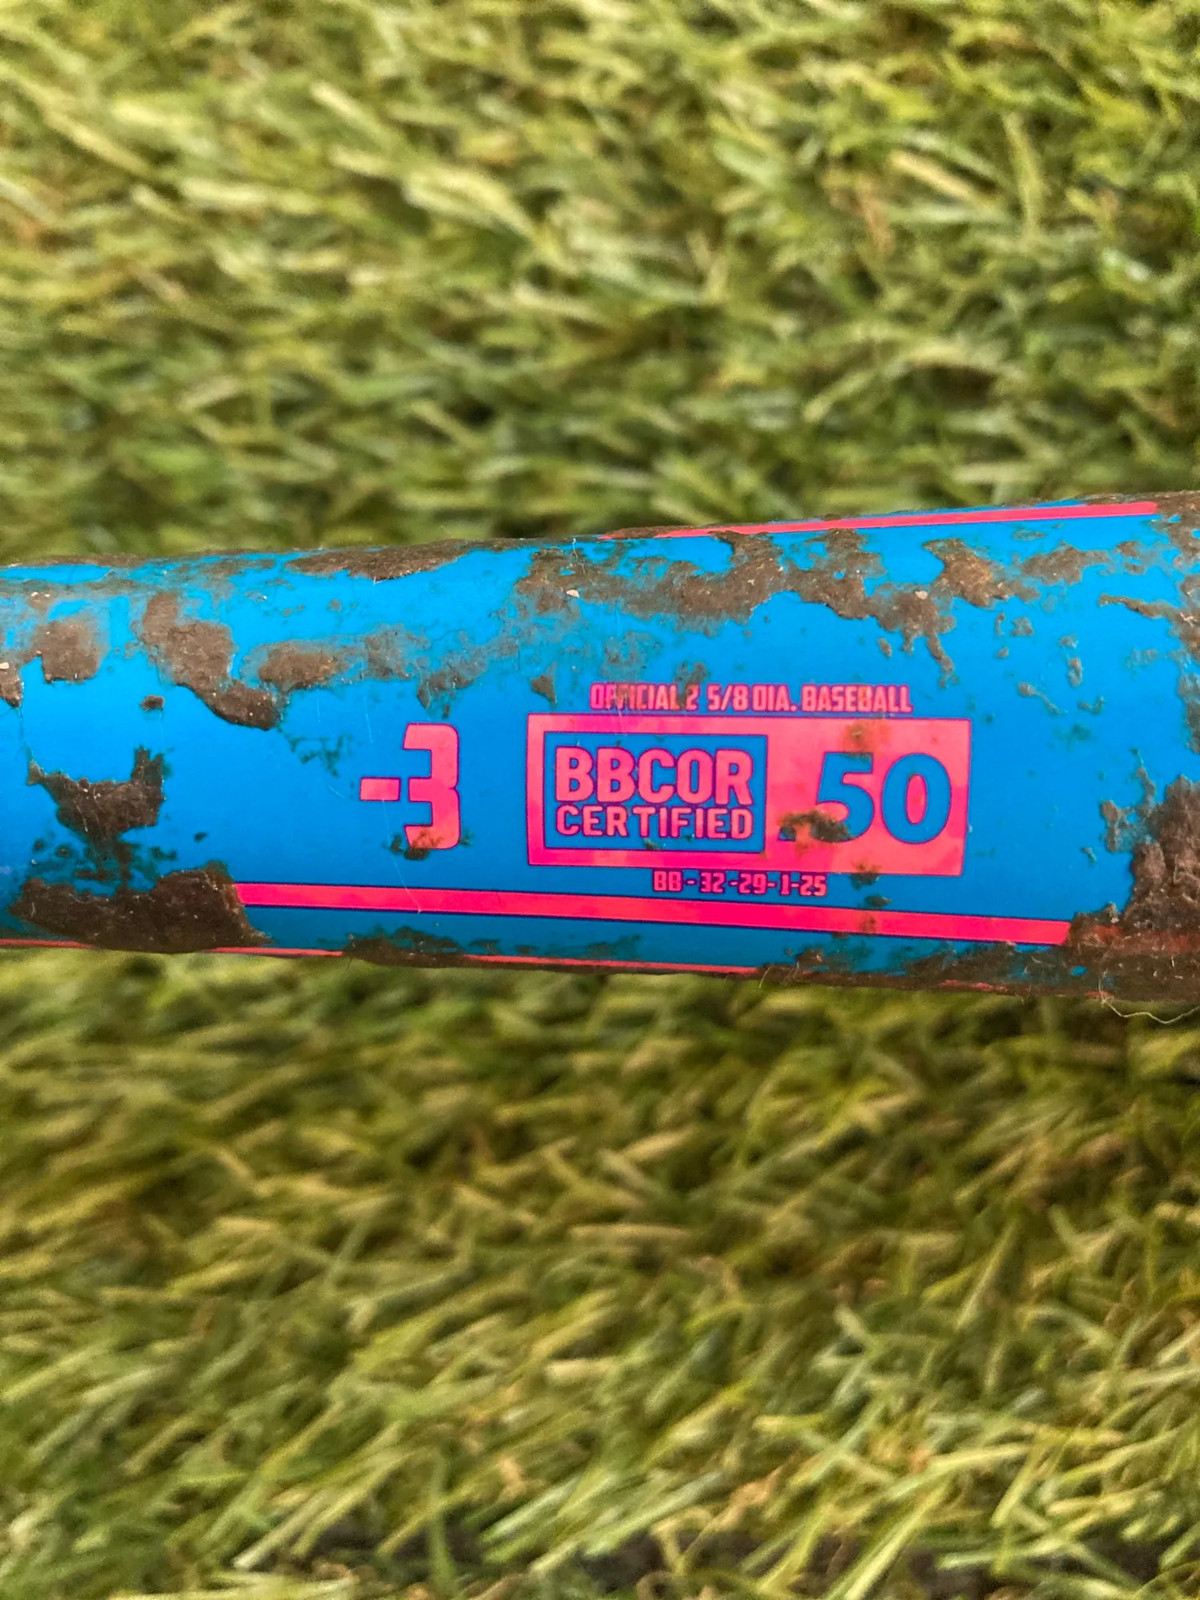 OFFICIAL 2 5/8 DIA. BASEBALL
-3
BBCOR
CERTIFIED
.50
BB-32-29-1-25